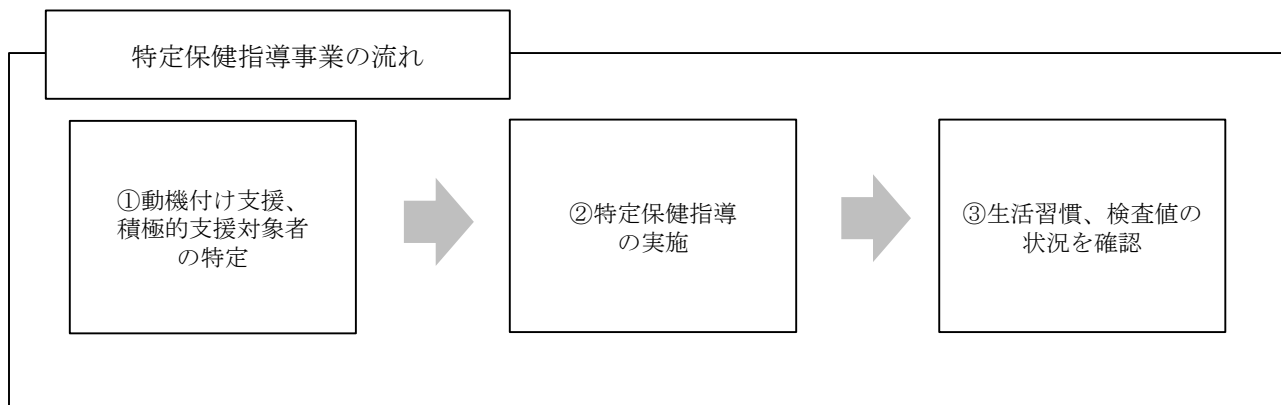 特定保健指導事業の流れ
①動機付け支援、
積極的支援対象者
の特定
②特定保健指導
の実施
③生活習慣、検査値の
状況を確認